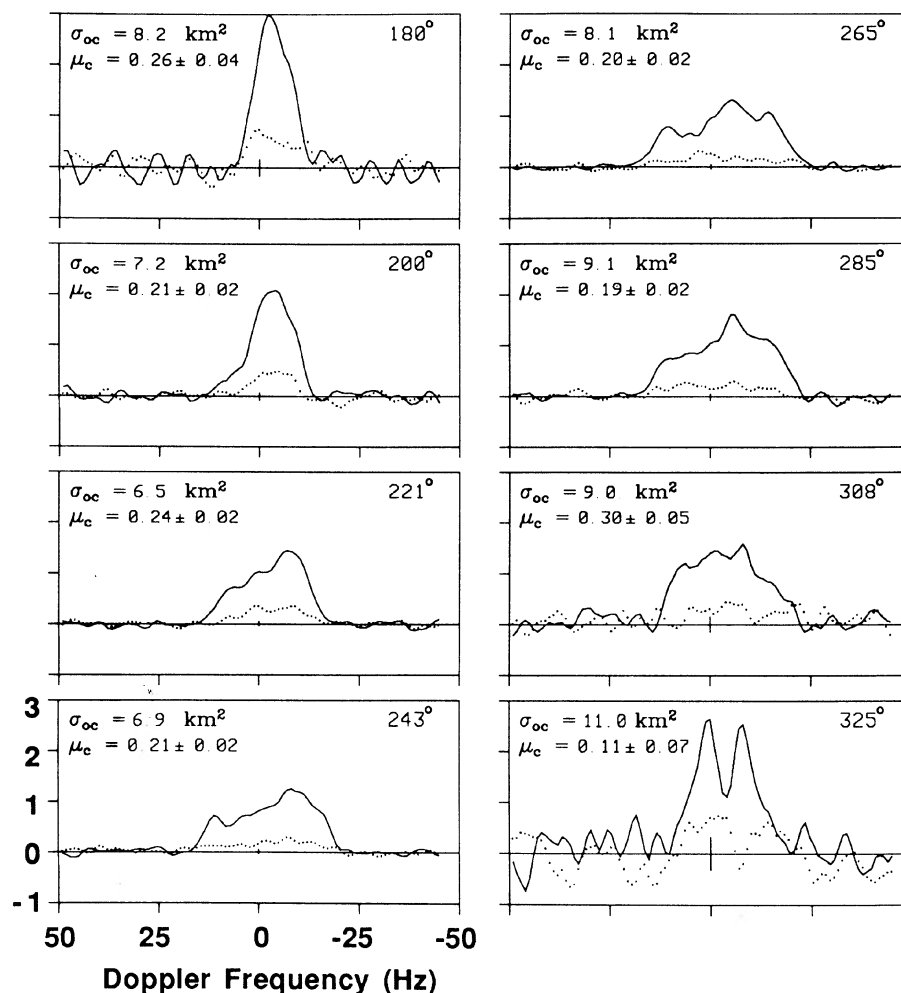 σoc = 8.2 km² 180°
μc = 0.26 ± 0.04
σoc = 7.2 km² 200°
μc = 0.21 ± 0.02
σoc = 6.5 km² 221°
μc = 0.24 ± 0.02
3
σoc = 6.9 km² 243°
μc = 0.21 ± 0.02
2
1
0
-1
50 25 0 -25 -50
Doppler Frequency (Hz)
σoc = 8.1 km² 265°
μc = 0.20 ± 0.02
σoc = 9.1 km² 285°
μc = 0.19 ± 0.02
σoc = 9.0 km² 308°
μc = 0.30 ± 0.05
σoc = 11.0 km² 325°
μc = 0.11 ± 0.07